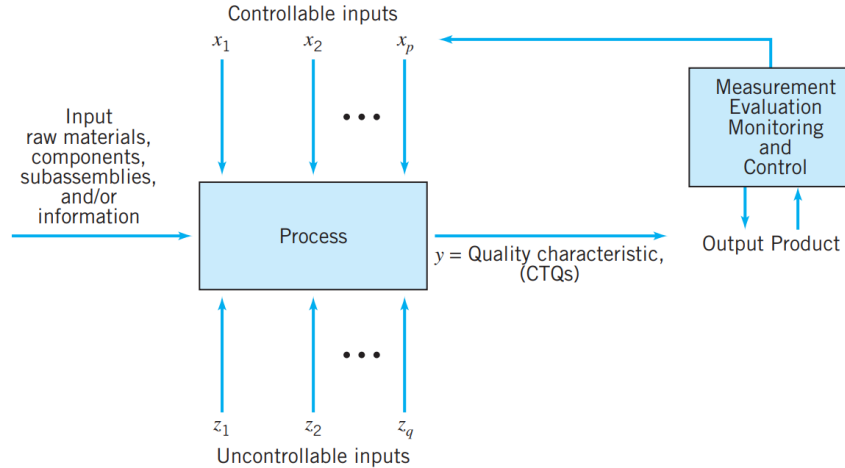 Controllable inputs
x1 x2 xp
Input
raw materials,
components,
subassemblies,
and/or
information
Process
y = Quality characteristic,
(CTQs)
Measurement
Evaluation
Monitoring
and
Control
Output Product
z1 z2 zq
Uncontrollable inputs